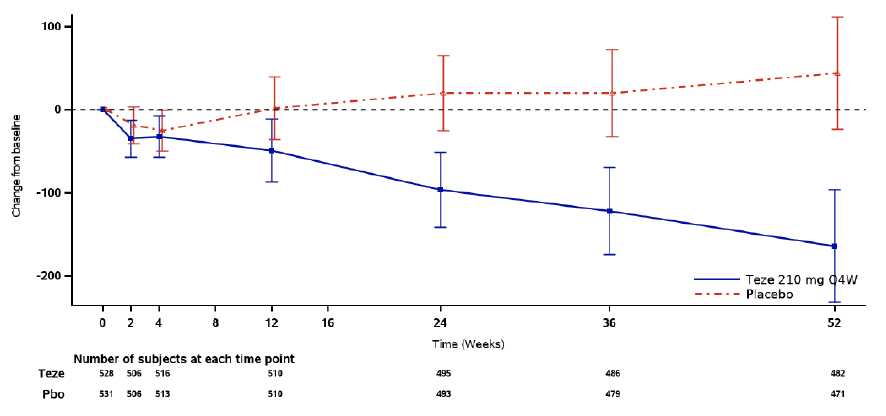 100
0
-100
-200
Change from baseline
Teze 210 mg Q4W
Placebo
0 2 4 8 12 16 24 36 52
Time (Weeks)
Number of subjects at each time point
Teze 528 506 516 510 495 486 482
Pbo 531 506 513 510 493 479 471